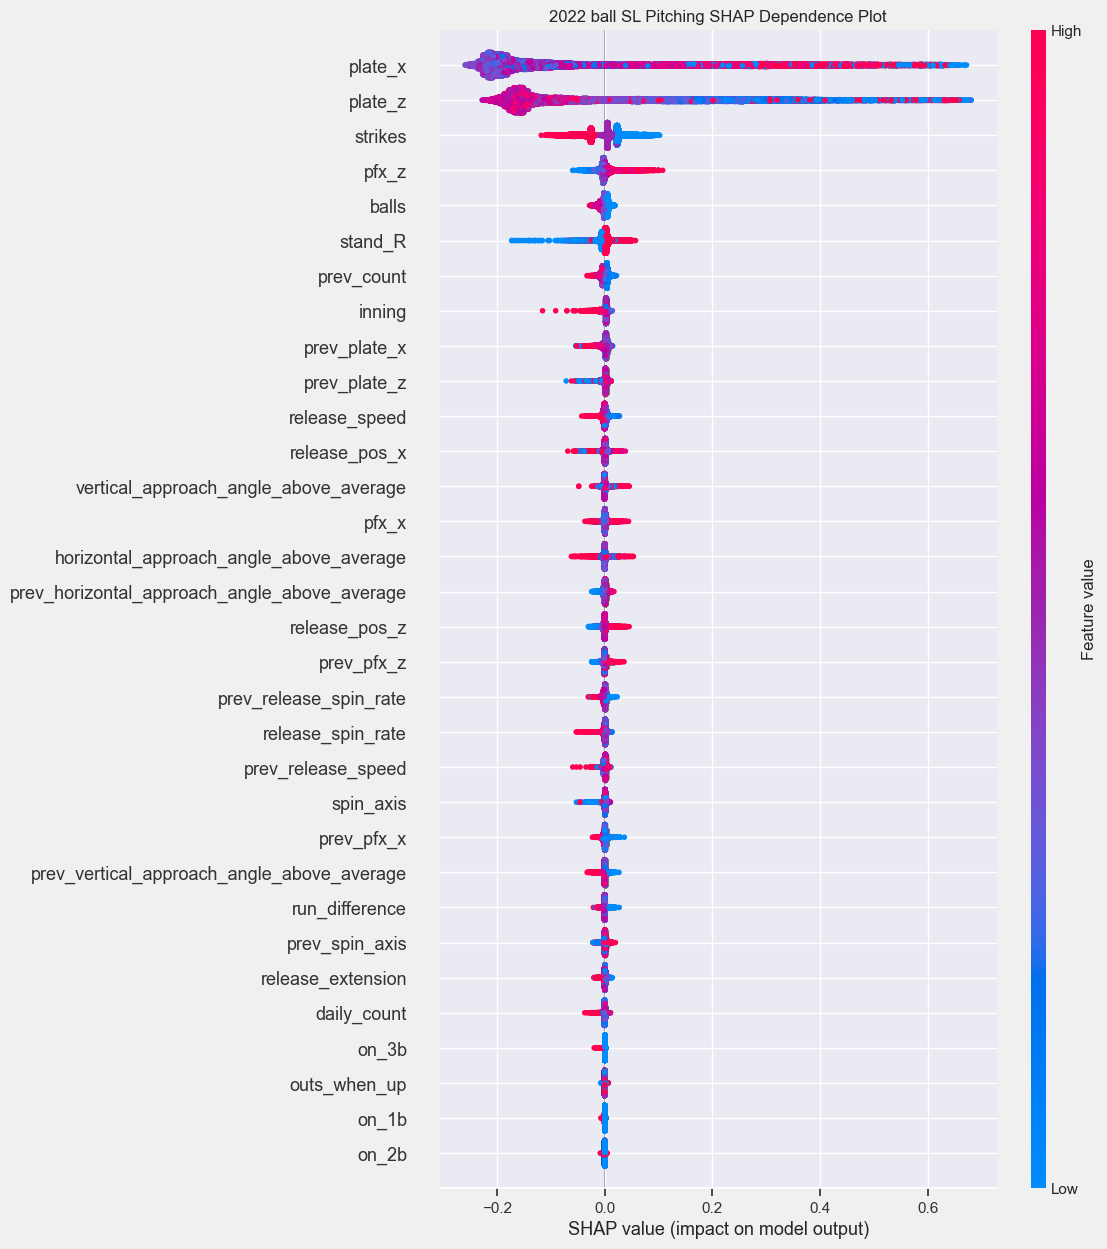 2022 ball SL Pitching SHAP Dependence Plot
High
plate_x
plate_z
strikes
pfx_z
balls
stand_R
prev_count
inning
prev_plate_x
prev_plate_z
release_speed
release_pos_x
vertical_approach_angle_above_average
pfx_x
horizontal_approach_angle_above_average
prev_horizontal_approach_angle_above_average
release_pos_z
prev_pfx_z
prev_release_spin_rate
release_spin_rate
prev_release_speed
spin_axis
prev_pfx_x
prev_vertical_approach_angle_above_average
run_difference
prev_spin_axis
release_extension
daily_count
on_3b
outs_when_up
on_1b
on_2b
Feature value
Low
−0.2 0.0 0.2 0.4 0.6
SHAP value (impact on model output)